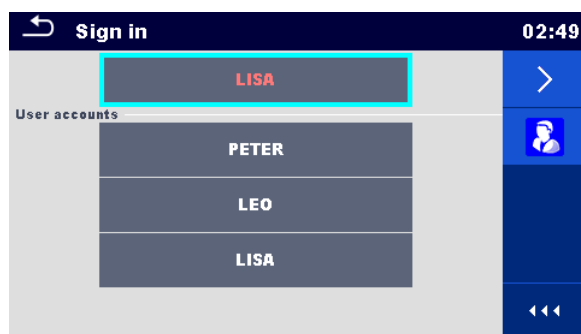 Sign in 02:49
LISA
User accounts
PETER
LEO
LISA